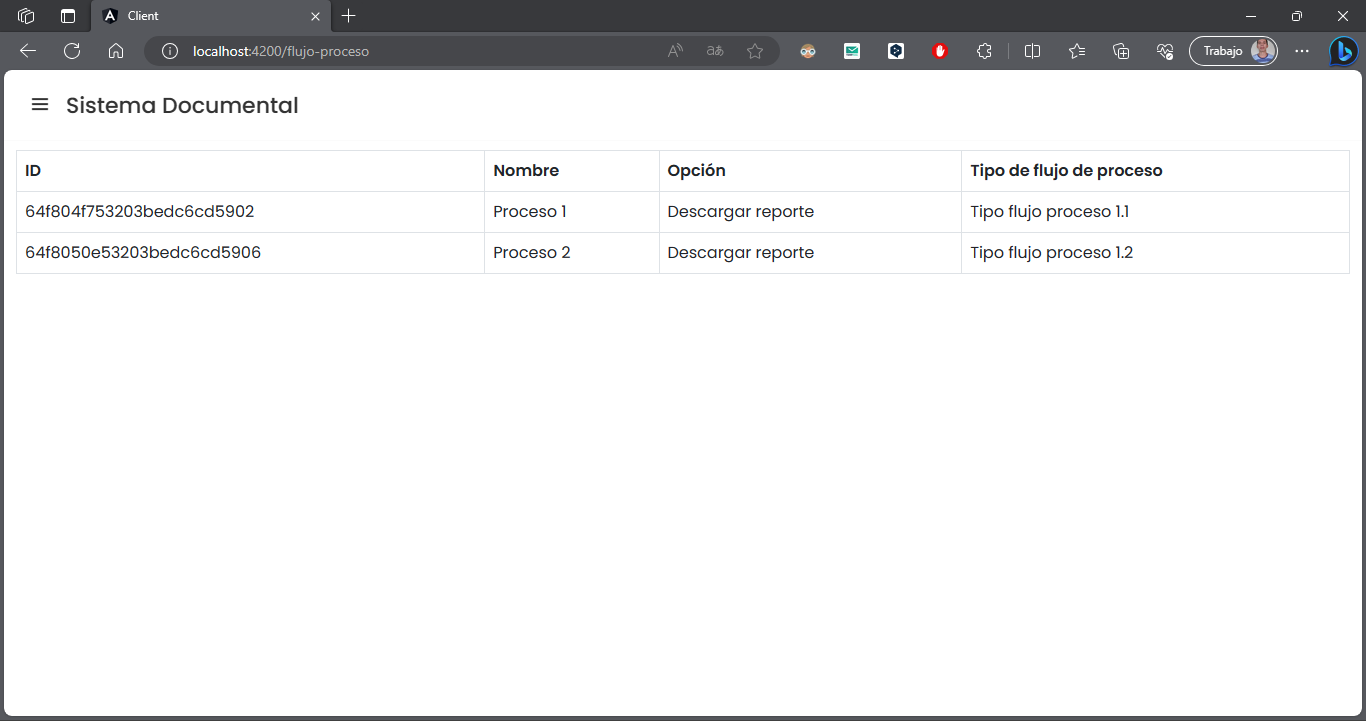 Client
localhost:4200/flujo-proceso
Trabajo
Sistema Documental
ID Nombre Opción Tipo de flujo de proceso
64f804f753203bedc6cd5902 Proceso 1 Descargar reporte Tipo flujo proceso 1.1
64f8050e53203bedc6cd5906 Proceso 2 Descargar reporte Tipo flujo proceso 1.2